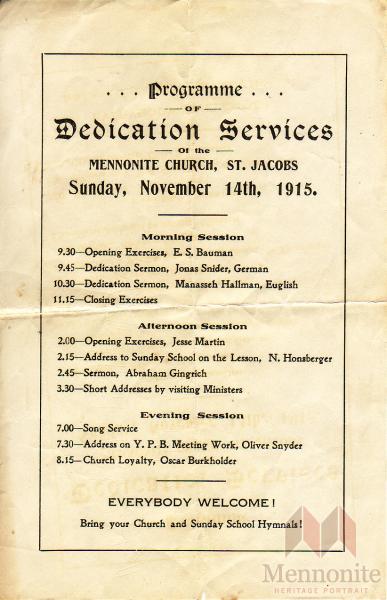 . . . Programme . . .
— OF —
Dedication Services
— Of the —
MENNONITE CHURCH, ST. JACOBS
Sunday, November 14th, 1915.
Morning Session
9.30—Opening Exercises, E. S. Bauman
9.45—Dedication Sermon, Jonas Snider, German
10.30—Dedication Sermon, Manasseh Hallman, Euglish
11.15—Closing Exercises
Afternoon Session
2.00—Opening Exercises, Jesse Martin
2.15—Address to Sunday School on the Lesson, N. Honsberger
2.45—Sermon, Abraham Gingrich
3.30—Short Addresses by visiting Ministers
Evening Session
7.00—Song Service
7.30—Address on Y. P. B. Meeting Work, Oliver Snyder
8.15—Church Loyalty, Oscar Burkholder
EVERYBODY WELCOME!
Bring your Church and Sunday School Hymnals!
Mennonite
HERITAGE PORTRAIT